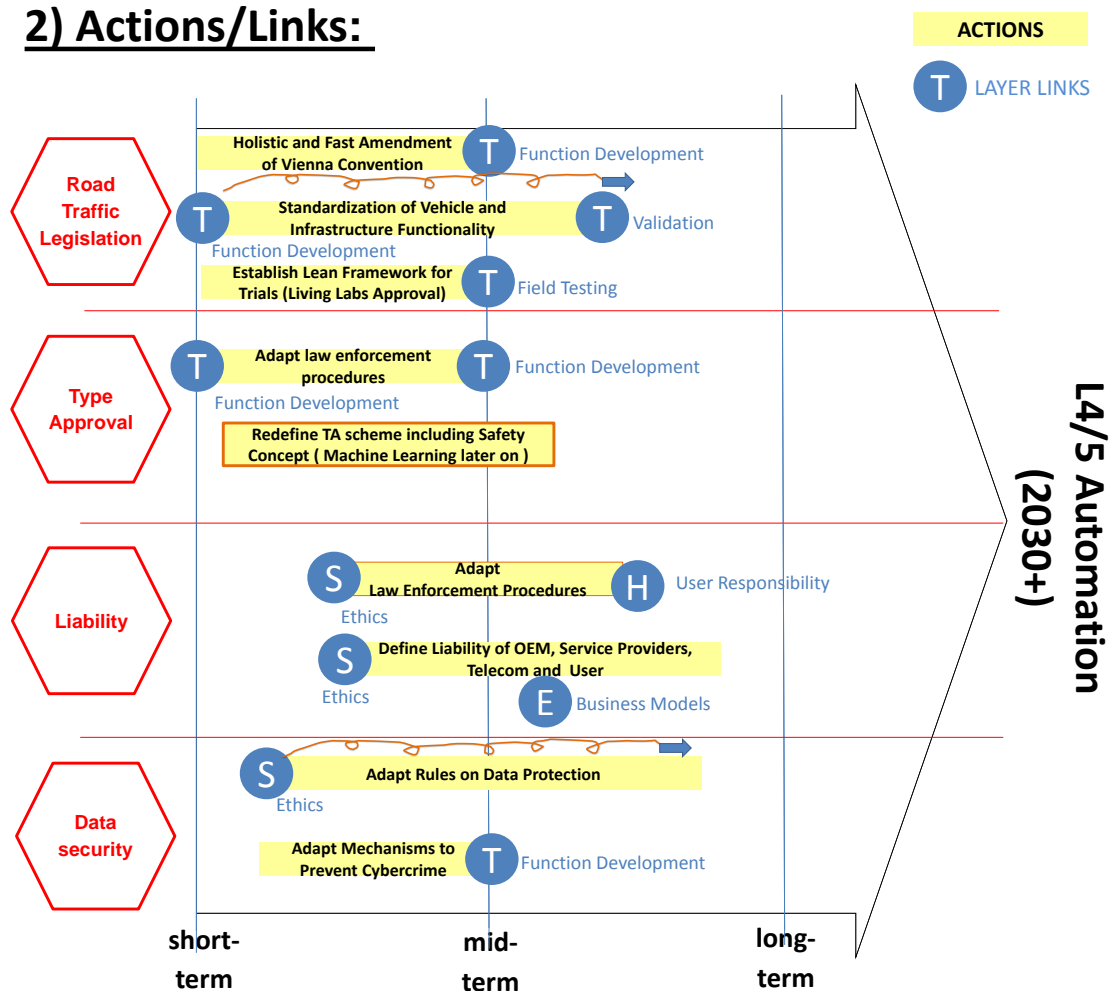 2) Actions/Links:
ACTIONS
T
LAYER LINKS
Road
Traffic
Legislation
Holistic and Fast Amendment
of Vienna Convention
T
Function Development
T
Standardization of Vehicle and
Infrastructure Functionality
T
Validation
Function Development
Establish Lean Framework for
Trials (Living Labs Approval)
T
Field Testing
Type
Approval
T
Adapt law enforcement
procedures
T
Function Development
Function Development
Redefine TA scheme including Safety
Concept ( Machine Learning later on )
Liability
S
Adapt
Law Enforcement Procedures
H
User Responsibility
Ethics
S
Define Liability of OEM, Service Providers,
Telecom and User
Ethics
E
Business Models
Data
security
S
Adapt Rules on Data Protection
Ethics
Adapt Mechanisms to
Prevent Cybercrime
T
Function Development
L4/5 Automation
(2030+)
short-
term
mid-
term
long-
term